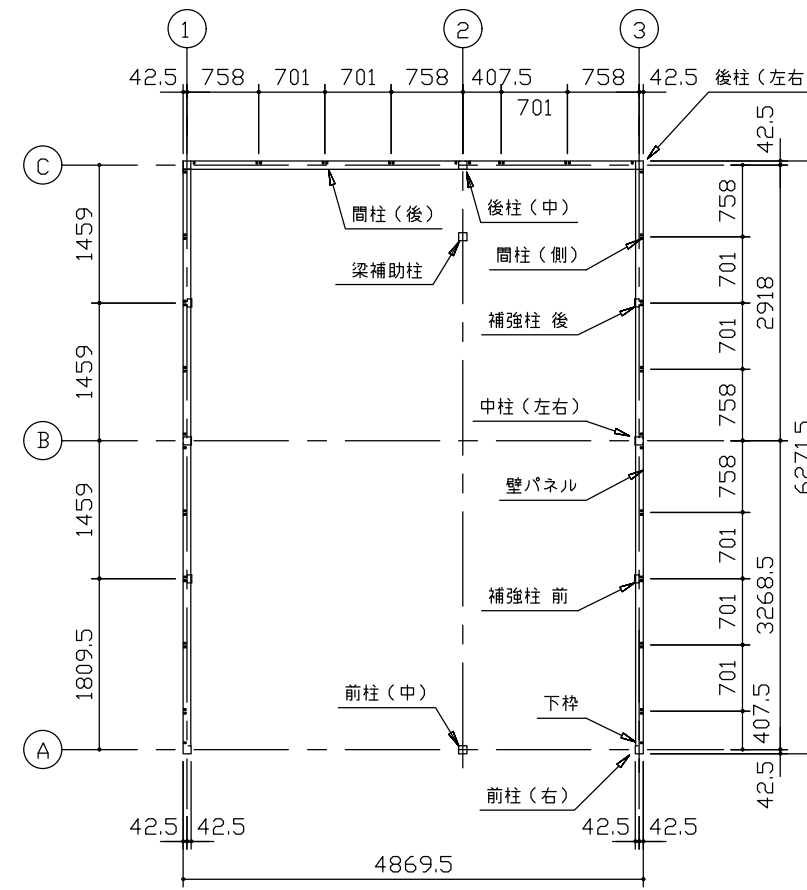 1 2 3
42.5 758 701 701 758 407.5 758 42.5 後柱（左右
701
42.5
C
758
間柱（後） 後柱（中）
1459
間柱（側）
梁補助柱
701
2918
補強柱 後
701
1459
中柱（左右）
758
B
6271.5
壁パネル
758
1459
701
補強柱 前
3268.5
701
1809.5
前柱（中） 下枠
701
407.5
A
前柱（右）
42.5
42.5 42.5 42.5 42.5
4869.5